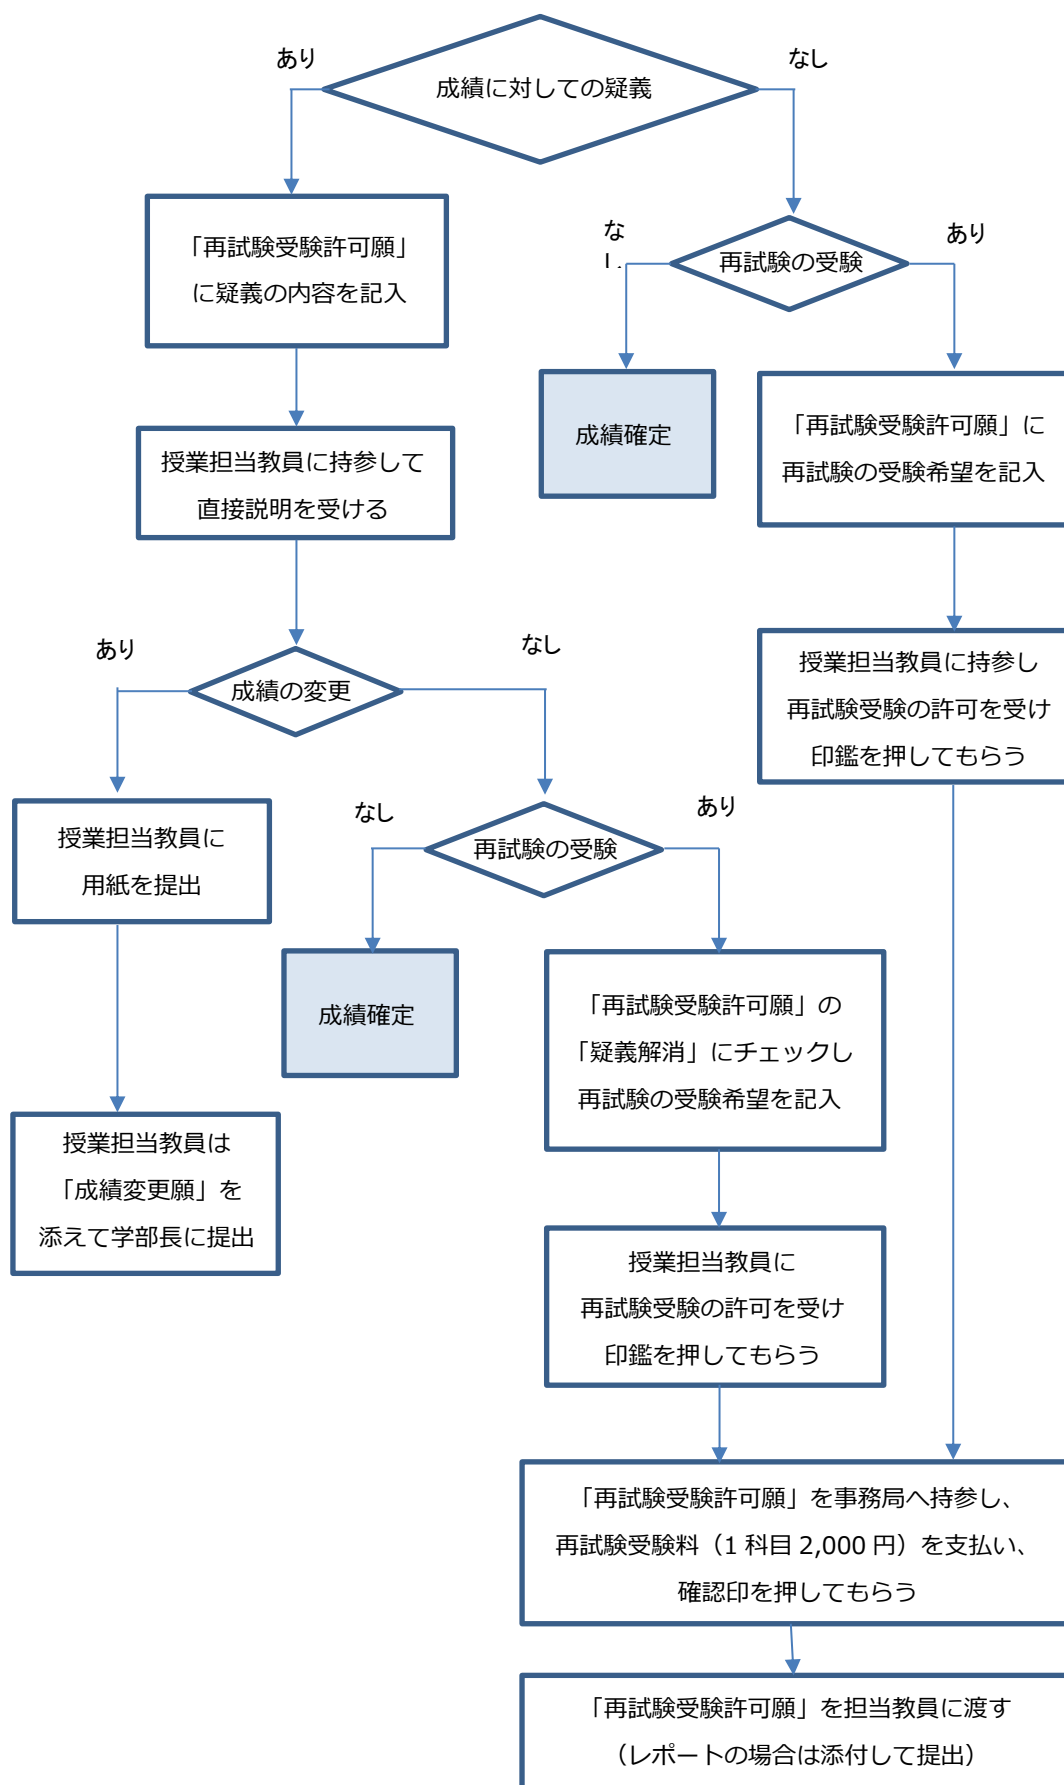 あり
なし
成績に対しての疑義
「再試験受験許可願」
に疑義の内容を記入
な
し
あり
再試験の受験
成績確定
「再試験受験許可願」に
再試験の受験希望を記入
授業担当教員に持参して
直接説明を受ける
あり
なし
成績の変更
授業担当教員に持参し
再試験受験の許可を受け
印鑑を押してもらう
授業担当教員に
用紙を提出
なし
あり
再試験の受験
成績確定
「再試験受験許可願」の
「疑義解消」にチェックし
再試験の受験希望を記入
授業担当教員は
「成績変更願」を
添えて学部長に提出
授業担当教員に
再試験受験の許可を受け
印鑑を押してもらう
「再試験受験許可願」を事務局へ持参し、
再試験受験料（1 科目 2,000 円）を支払い、
確認印を押してもらう
「再試験受験許可願」を担当教員に渡す
（レポートの場合は添付して提出）